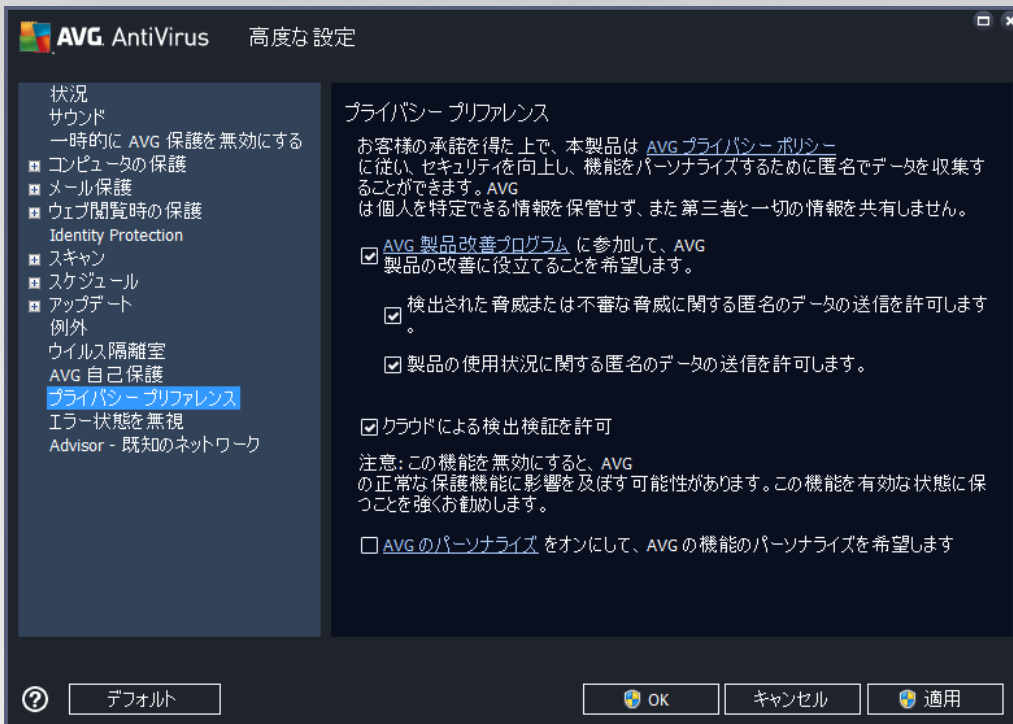 AVG. AntiVirus 高度な設定
状況
サウンド
一時的に AVG 保護を無効にする
コンピュータの保護
メール保護
ウェブ閲覧時の保護
Identity Protection
スキャン
スケジュール
アップデート
例外
ウイルス隔離室
AVG 自己保護
プライバシー プリファレンス
エラー状態を無視
Advisor - 既知のネットワーク
プライバシー プリファレンス
お客様の承諾を得た上で、本製品は AVG プライバシー ポリシー
に従い、セキュリティを向上し、機能をパーソナライズするために匿名でデータを収集す
ることができます。AVG
は個人を特定できる情報を保管せず、また第三者と一切の情報を共有しません。
AVG 製品改善プログラム に参加して、AVG
製品の改善に役立てることを希望します。
検出された脅威または不審な脅威に関する匿名のデータの送信を許可します
。
製品の使用状況に関する匿名のデータの送信を許可します。
クラウドによる検出検証を許可
注意: この機能を無効にすると、AVG
の正常な保護機能に影響を及ぼす可能性があります。この機能を有効な状態に保
つことを強くお勧めします。
AVG のパーソナライズ をオンにして、AVG の機能のパーソナライズを希望します
? デフォルト OK キャンセル 適用